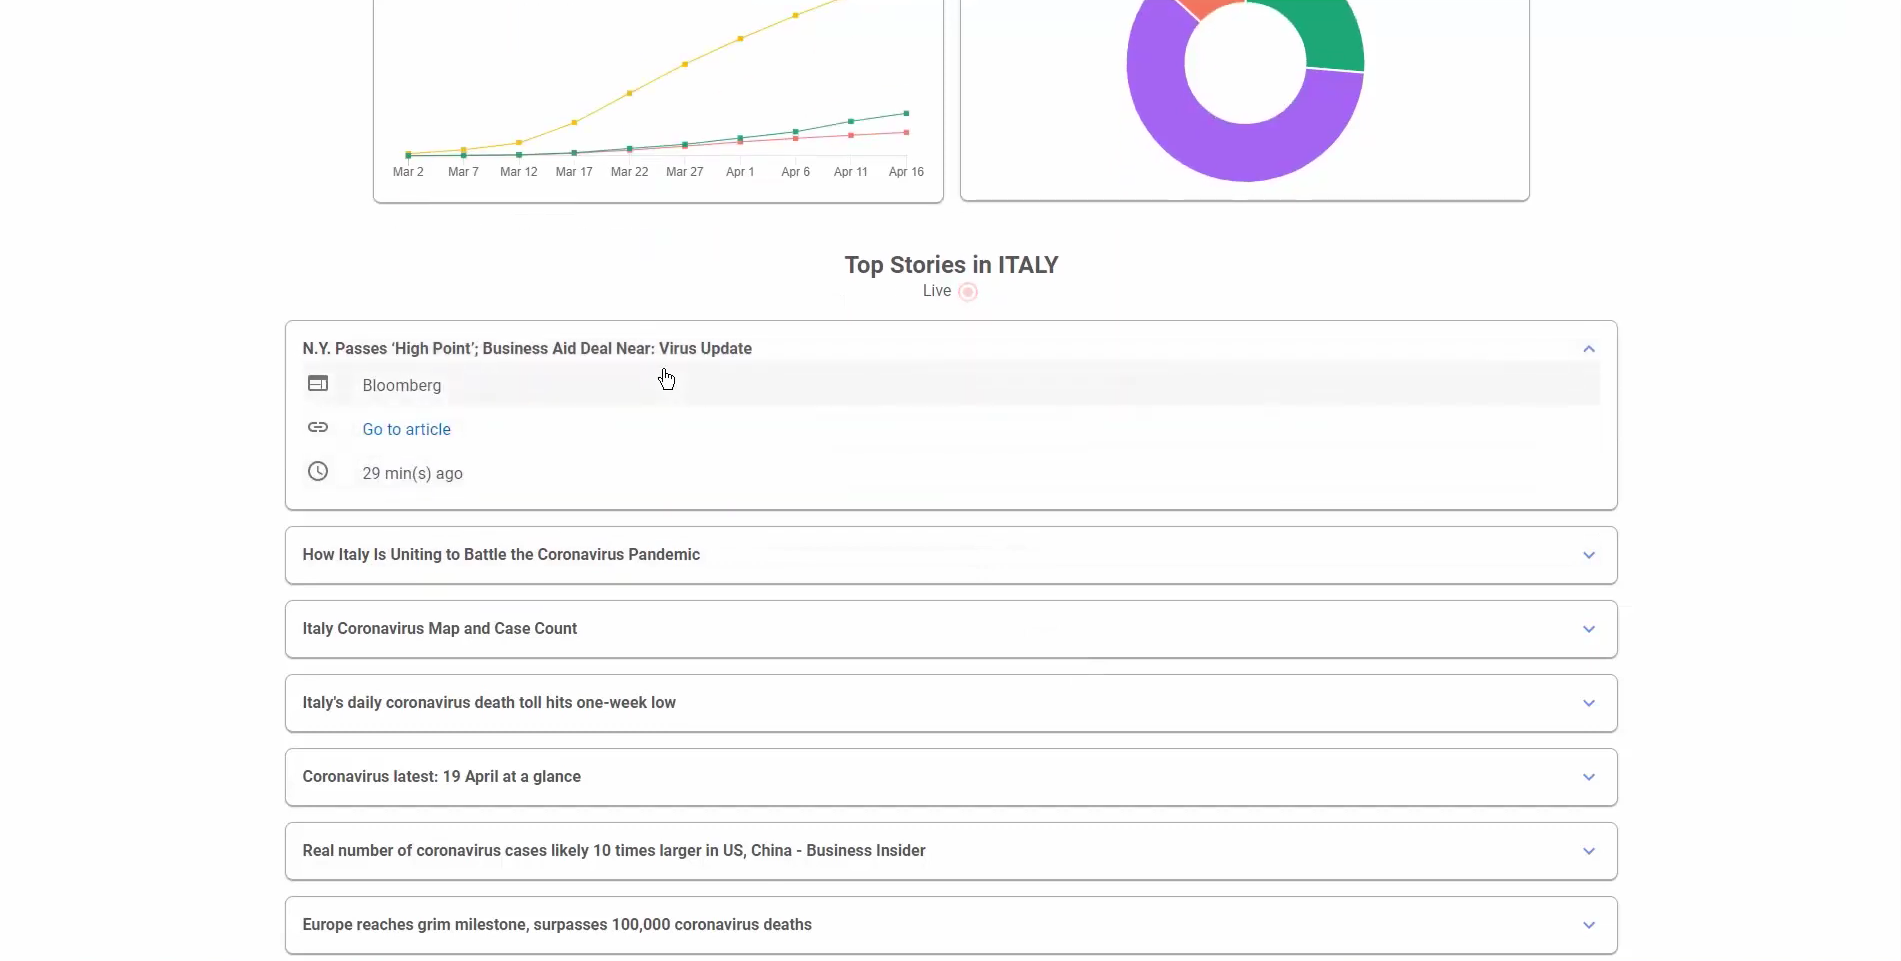 Mar 2 Mar 7 Mar 12 Mar 17 Mar 22 Mar 27 Apr 1 Apr 6 Apr 11 Apr 16
Top Stories in ITALY
Live
N.Y. Passes ‘High Point’; Business Aid Deal Near: Virus Update
Bloomberg
Go to article
29 min(s) ago
How Italy Is Uniting to Battle the Coronavirus Pandemic
Italy Coronavirus Map and Case Count
Italy's daily coronavirus death toll hits one-week low
Coronavirus latest: 19 April at a glance
Real number of coronavirus cases likely 10 times larger in US, China - Business Insider
Europe reaches grim milestone, surpasses 100,000 coronavirus deaths